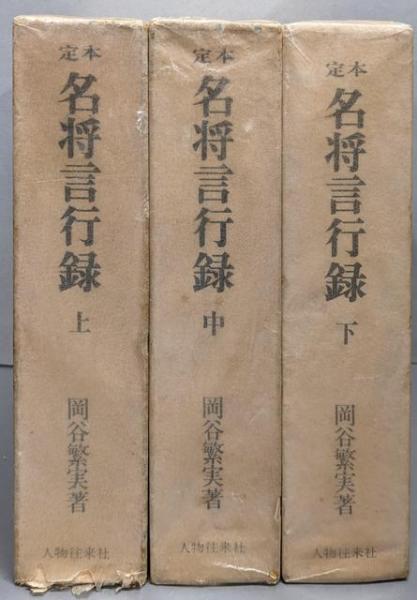 定本
名将言行録
上
岡谷繁実著
人物往来社
定本
名将言行録
中
岡谷繁実著
人物往来社
定本
名将言行録
下
岡谷繁実著
人物往来社